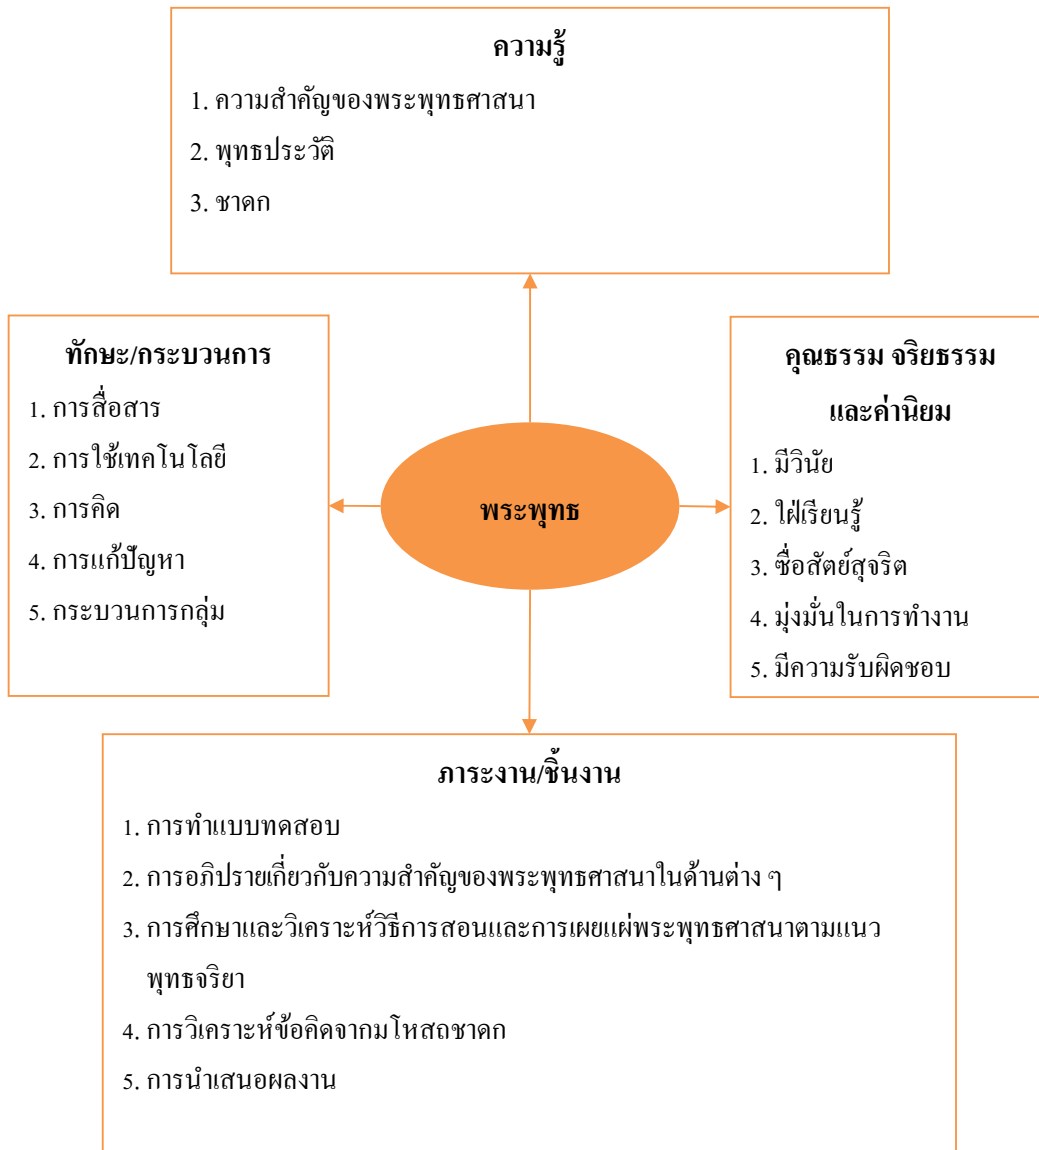 ความรู้
1. ความสำคัญของพระพุทธศาสนา
2. พุทธประวัติ
3. ชาดก
ทักษะ/กระบวนการ
1. การสื่อสาร
2. การใช้เทคโนโลยี
3. การคิด
4. การแก้ปัญหา
5. กระบวนการกลุ่ม
พระพุทธ
คุณธรรม จริยธรรม
และค่านิยม
1. มีวินัย
2. ใฝ่เรียนรู้
3. ซื่อสัตย์สุจริต
4. มุ่งมั่นในการทำงาน
5. มีความรับผิดชอบ
ภาระงาน/ชิ้นงาน
1. การทำแบบทดสอบ
2. การอภิปรายเกี่ยวกับความสำคัญของพระพุทธศาสนาในด้านต่าง ๆ
3. การศึกษาและวิเคราะห์วิธีการสอนและการเผยแผ่พระพุทธศาสนาตามแนว
พุทธจริยา
4. การวิเคราะห์ข้อคิดจากมโหสถชาดก
5. การนำเสนอผลงาน